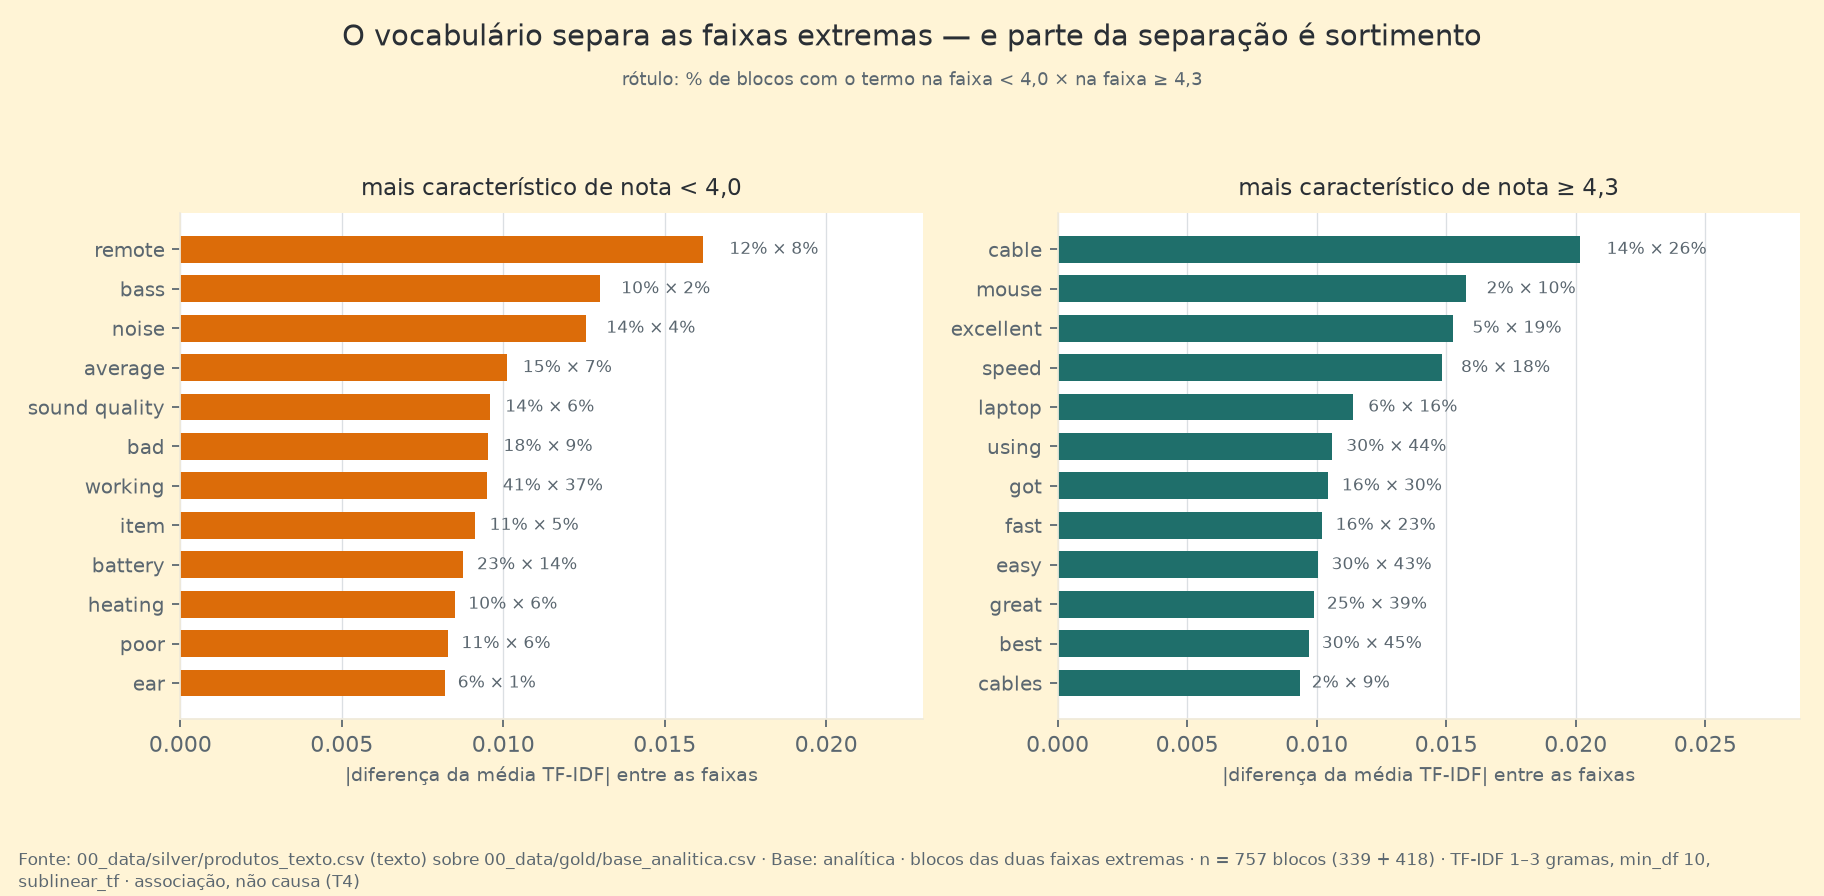 O vocabulário separa as faixas extremas — e parte da separação é sortimento
rótulo: % de blocos com o termo na faixa < 4,0 × na faixa ≥ 4,3
mais característico de nota < 4,0
remote 12% × 8%
bass 10% × 2%
noise 14% × 4%
average 15% × 7%
sound quality 14% × 6%
bad 18% × 9%
working 41% × 37%
item 11% × 5%
battery 23% × 14%
heating 10% × 6%
poor 11% × 6%
ear 6% × 1%
0.000 0.005 0.010 0.015 0.020
|diferença da média TF-IDF| entre as faixas
mais característico de nota ≥ 4,3
cable 14% × 26%
mouse 2% × 10%
excellent 5% × 19%
speed 8% × 18%
laptop 6% × 16%
using 30% × 44%
got 16% × 30%
fast 16% × 23%
easy 30% × 43%
great 25% × 39%
best 30% × 45%
cables 2% × 9%
0.000 0.005 0.010 0.015 0.020 0.025
|diferença da média TF-IDF| entre as faixas
Fonte: 00_data/silver/produtos_texto.csv (texto) sobre 00_data/gold/base_analitica.csv · Base: analítica · blocos das duas faixas extremas · n = 757 blocos (339 + 418) · TF-IDF 1–3 gramas, min_df 10,
sublinear_tf · associação, não causa (T4)